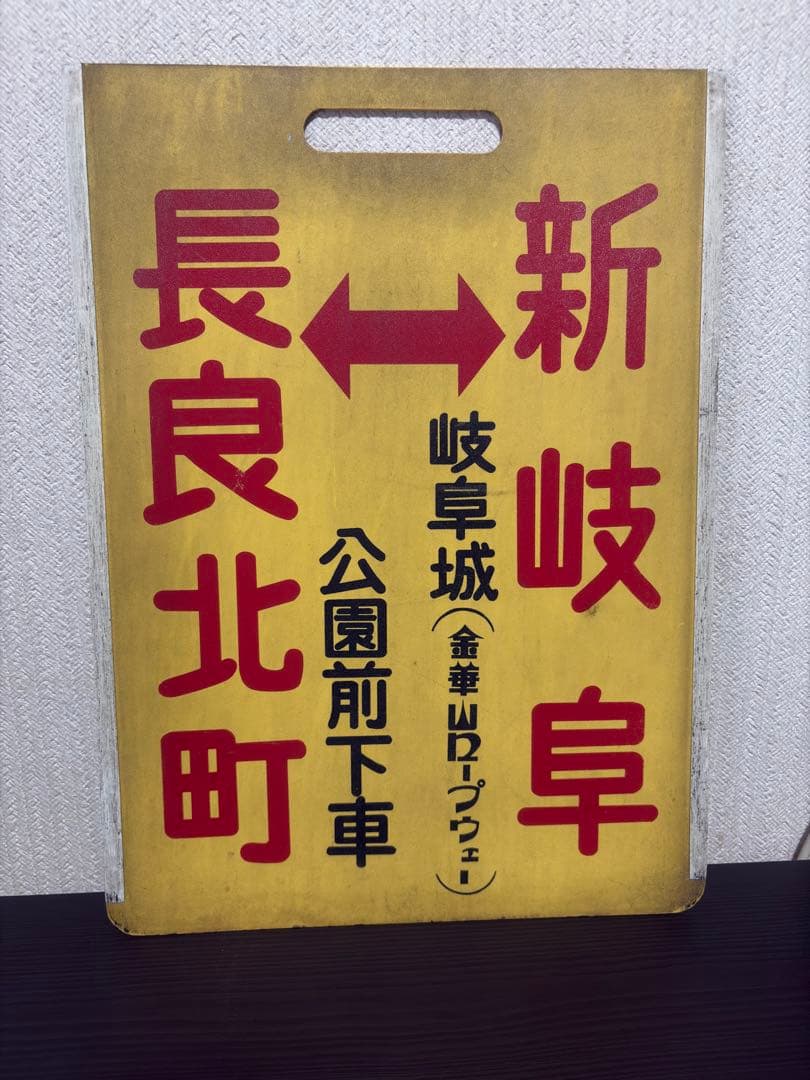 新岐阜
↔
長良北町
岐阜城(金華山ロープウェー)
公園前下車